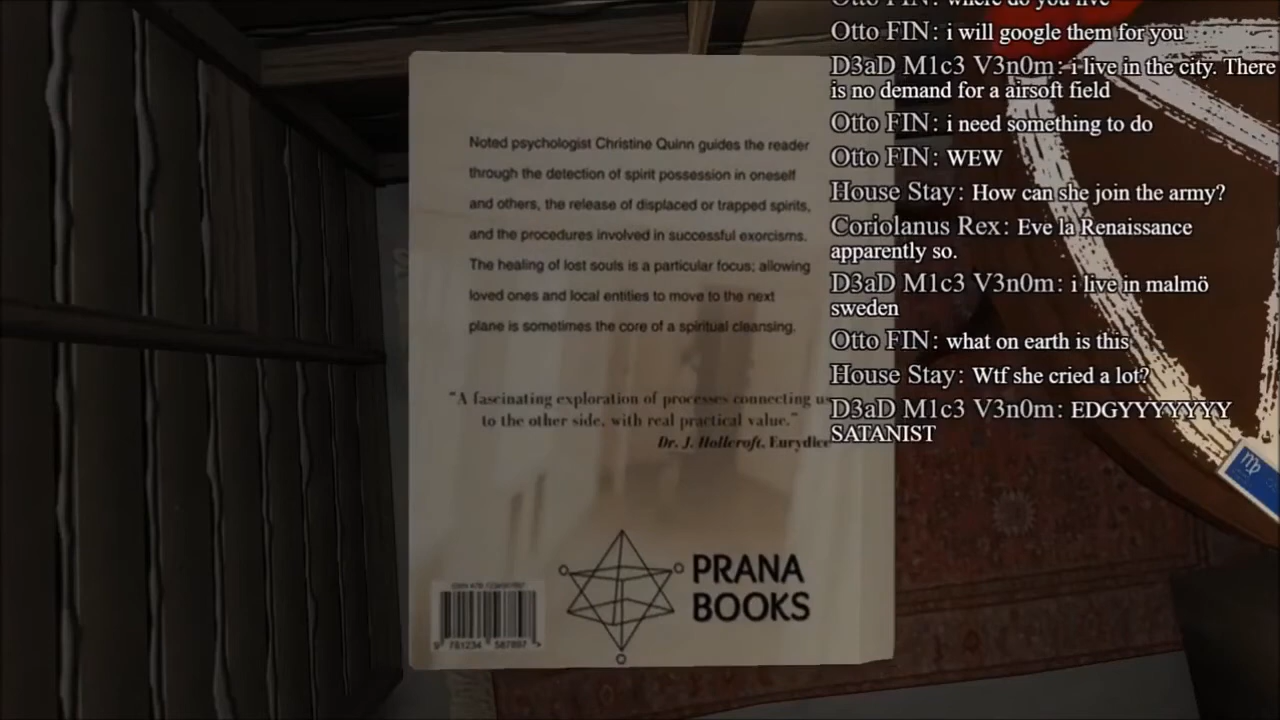 Noted psychologist Christine Quinn guides the reader
through the detection of spirit possession in oneself
and others, the release of displaced or trapped spirits,
and the procedures involved in successful exorcisms.
The healing of lost souls is a particular focus; allowing
loved ones and local entities to move to the next
plane is sometimes the core of a spiritual cleansing.
"A fascinating exploration of processes connecting us
to the other side, with real practical value."
Dr. J. Hollcroft, Eurydice
PRANA
BOOKS
Otto FIN: where do you live
Otto FIN: i will google them for you
D3aD M1c3 V3n0m: i live in the city. There
is no demand for a airsoft field
Otto FIN: i need something to do
Otto FIN: WEW
House Stay: How can she join the army?
Coriolanus Rex: Eve la Renaissance
apparently so.
D3aD M1c3 V3n0m: i live in malmö
sweden
Otto FIN: what on earth is this
House Stay: Wtf she cried a lot?
D3aD M1c3 V3n0m: EDGYYYYYYY
SATANIST